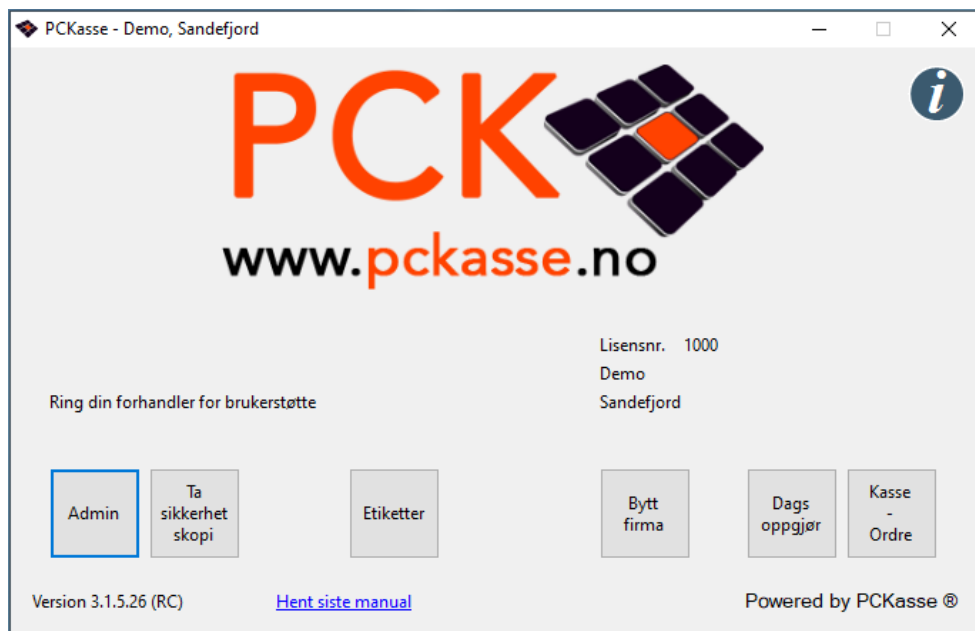 PCKasse - Demo, Sandefjord
i
PCK
www.pckasse.no
Lisensnr. 1000
Demo
Ring din forhandler for brukerstøtte
Sandefjord
Admin
Ta
sikkerhet
skopi
Etiketter
Bytt
firma
Dags
oppgjør
Kasse
-
Ordre
Version 3.1.5.26 (RC)
Hent siste manual
Powered by PCKasse ®